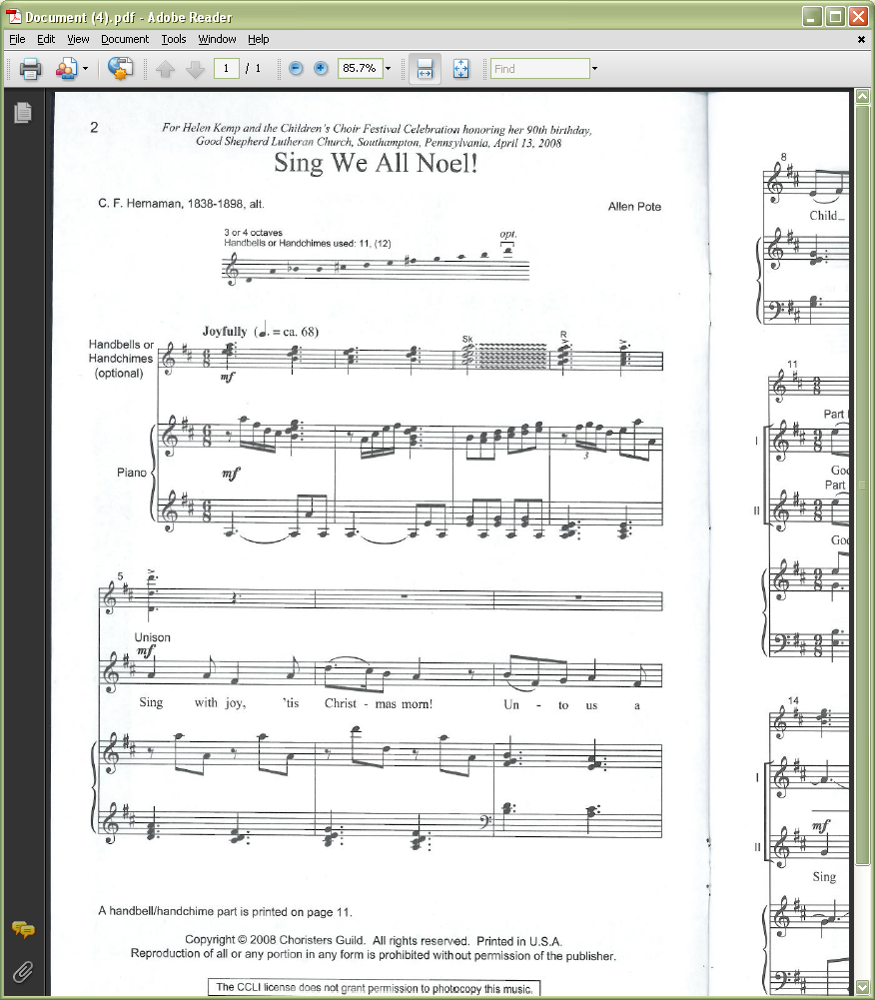 Document (4).pdf - Adobe Reader
File Edit View Document Tools Window Help
1 / 1 85.7% Find
2
For Helen Kemp and the Children's Choir Festival Celebration honoring her 90th birthday,
Good Shepherd Lutheran Church, Southampton, Pennsylvania, April 13, 2008
Sing We All Noel!
C. F. Hernaman, 1838-1898, alt.
Allen Pote
3 or 4 octaves
Handbells or Handchimes used: 11, (12)
opt.
Joyfully (♩. = ca. 68)
Handbells or
Handchimes
(optional)
6 8
mf
Sk
R
Piano
6 8
mf
3
6 8
5
Unison
mf
Sing with joy, 'tis Christ - mas morn! Un - to us a
A handbell/handchime part is printed on page 11.
Copyright © 2008 Choristers Guild. All rights reserved. Printed in U.S.A.
Reproduction of all or any portion in any form is prohibited without permission of the publisher.
The CCLI license does not grant permission to photocopy this music.
8
Child_
11
Part
I
Part
II
14
I
mf
II
Sing